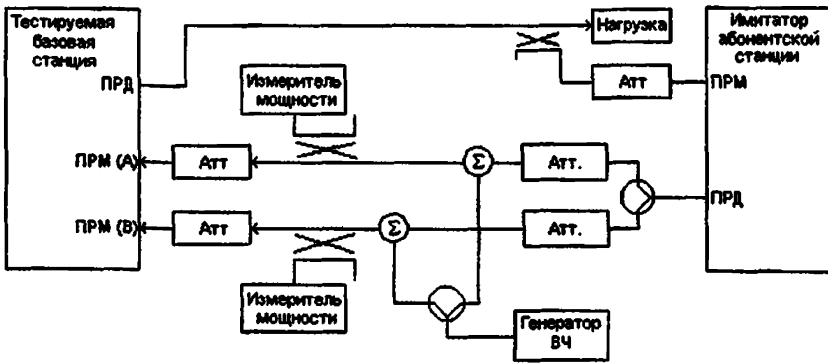 Тестируемая
базовая
станция
ПРД
ПРМ (А)
ПРМ (В)
Измеритель
мощности
Атт
Атт
Измеритель
мощности
Σ
Σ
Атт.
Атт.
Генератор
ВЧ
Нагрузка
Атт
Имитатор
абонентской
станции
ПРМ
ПРД